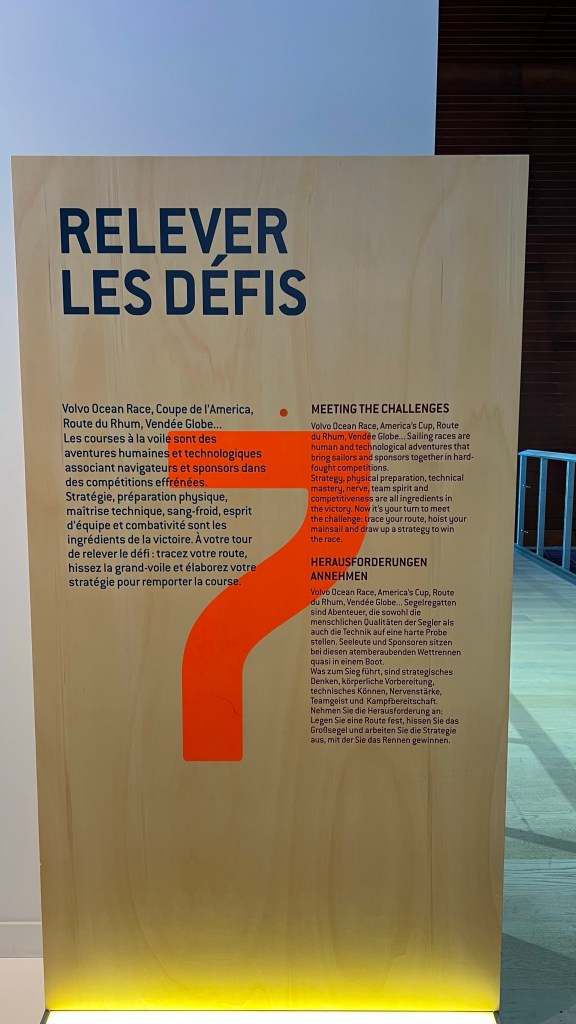 RELEVER
LES DÉFIS
Volvo Ocean Race, Coupe de l'America,
Route du Rhum, Vendée Globe...
Les courses à la voile sont des
aventures humaines et technologiques
associant navigateurs et sponsors dans
des compétitions effrénées.
Stratégie, préparation physique,
maîtrise technique, sang-froid, esprit
d'équipe et combativité sont les
ingrédients de la victoire. À votre tour
de relever le défi : tracez votre route,
hissez la grand-voile et élaborez votre
stratégie pour remporter la course.
7
MEETING THE CHALLENGES
Volvo Ocean Race, America's Cup, Route
du Rhum, Vendée Globe... Sailing races are
human and technological adventures that
bring sailors and sponsors together in hard-
fought competitions.
Strategy, physical preparation, technical
mastery, nerve, team spirit and
competitiveness are all ingredients in
the victory. Now it's your turn to meet
the challenge: trace your route, hoist your
mainsail and draw up a strategy to win
the race.
HERAUSFORDERUNGEN
ANNEHMEN
Volvo Ocean Race, America's Cup, Route
du Rhum, Vendée Globe... Segelregatten
sind Abenteuer, die sowohl die
menschlichen Qualitäten der Segler als
auch die Technik auf eine harte Probe
stellen. Seeleute und Sponsoren sitzen
bei diesen atemberaubenden Wettrennen
quasi in einem Boot.
Was zum Sieg führt, sind strategisches
Denken, körperliche Vorbereitung,
technisches Können, Nervenstärke,
Teamgeist und Kampfbereitschaft.
Nehmen Sie die Herausforderung an:
Legen Sie eine Route fest, hissen Sie das
Großsegel und arbeiten Sie die Strategie
aus, mit der Sie das Rennen gewinnen.